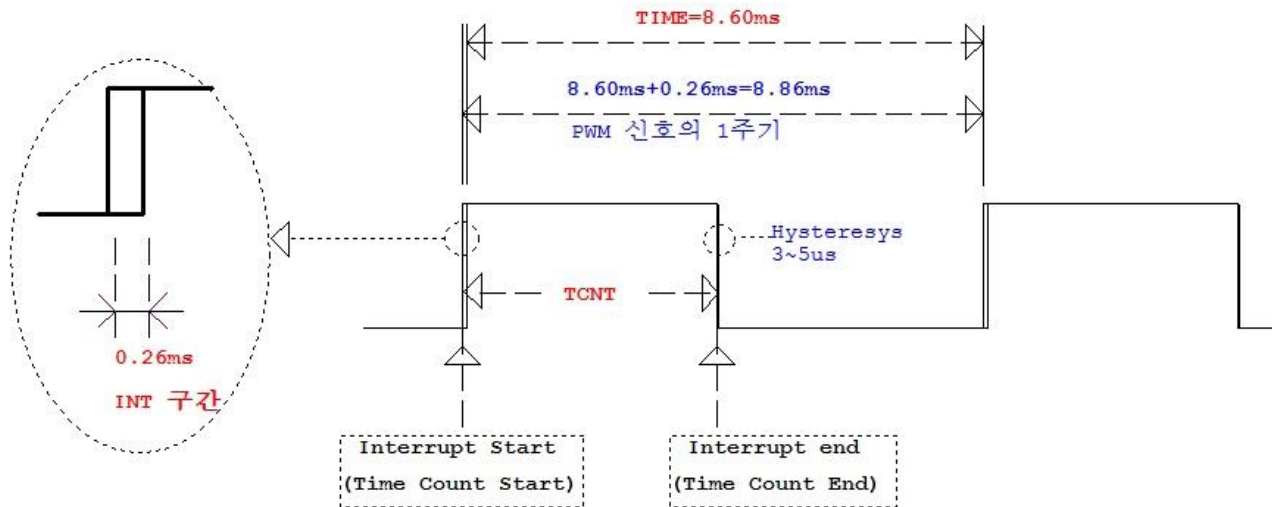 TIME=8.60ms
8.60ms+0.26ms=8.86ms
PWM 신호의 1주기
Hysteresys
3~5us
TCNT
0.26ms
INT 구간
Interrupt Start
(Time Count Start)
Interrupt end
(Time Count End)